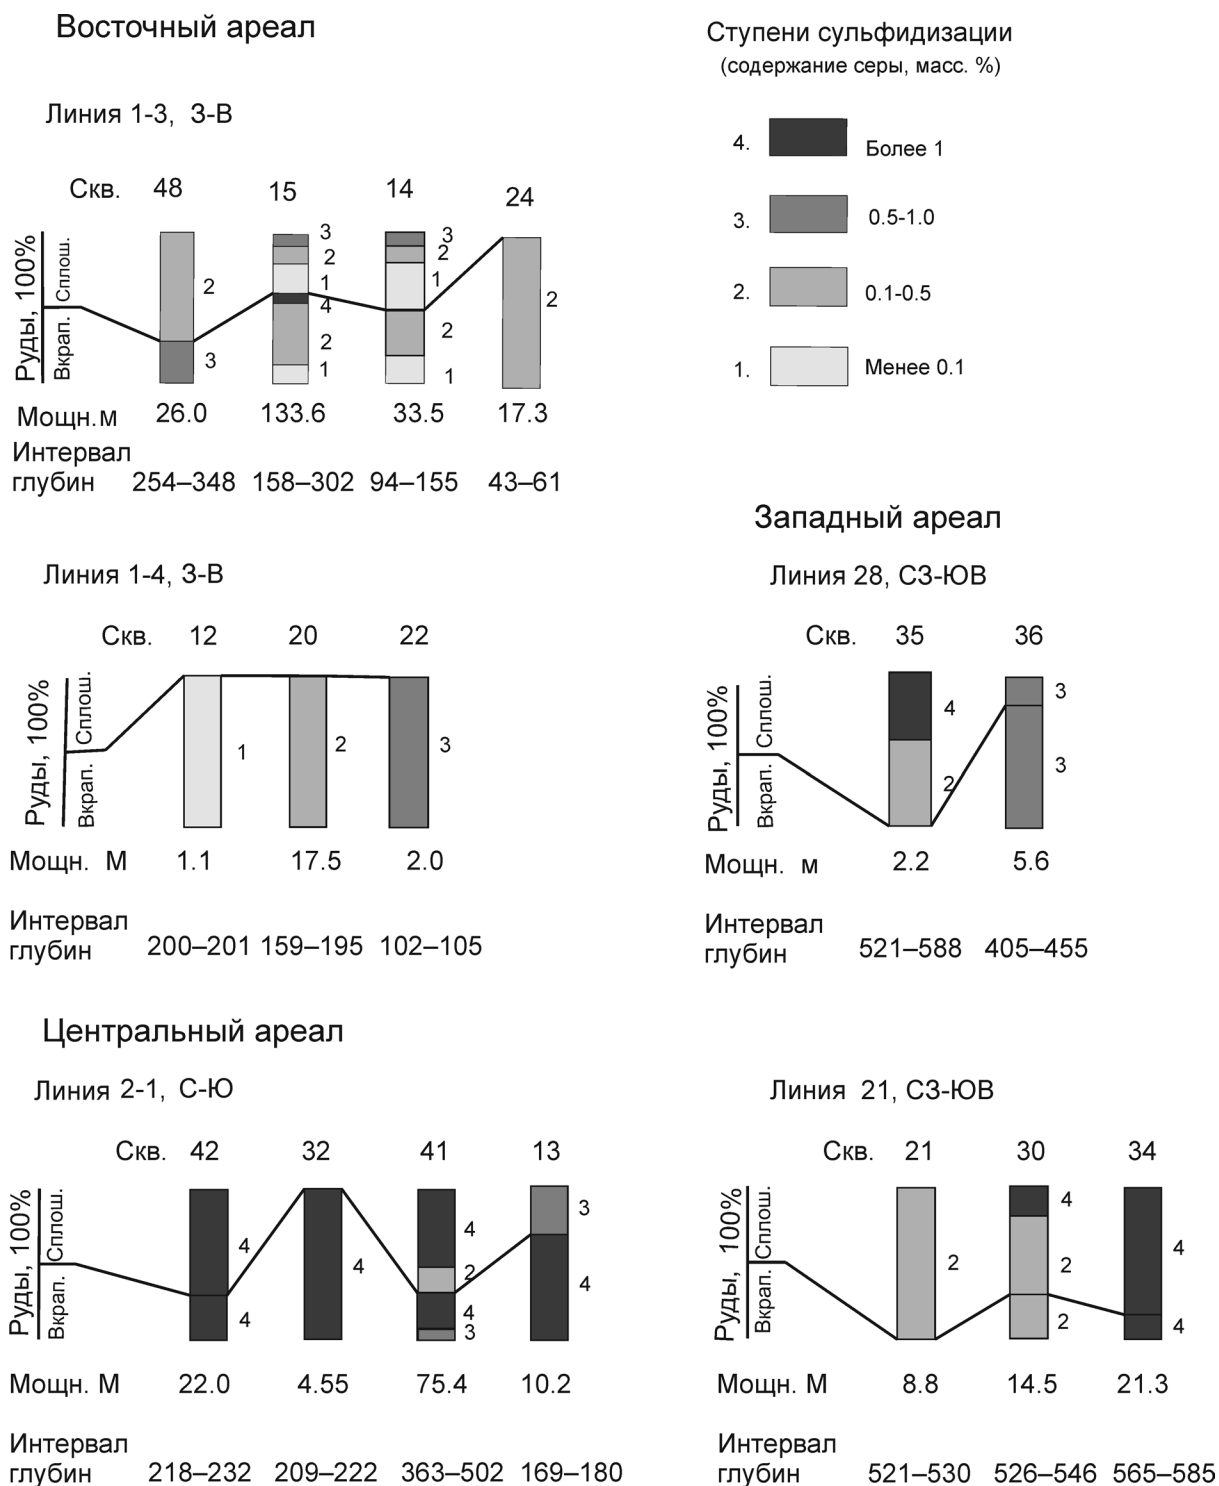 Восточный ареал
Линия 1-3, З-В
Скв. 48 15 14 24
Руды, 100%
Сплош.
Вкрап.
2
3
3
2
1
4
2
1
3
2
1
2
1
2
Мощн.м 26.0 133.6 33.5 17.3
Интервал
глубин 254–348 158–302 94–155 43–61
Ступени сульфидизации
(содержание серы, масс. %)
4. Более 1
3. 0.5-1.0
2. 0.1-0.5
1. Менее 0.1
Линия 1-4, З-В
Скв. 12 20 22
Руды, 100%
Сплош.
Вкрап.
1
2
3
Мощн. М 1.1 17.5 2.0
Интервал
глубин 200–201 159–195 102–105
Западный ареал
Линия 28, СЗ-ЮВ
Скв. 35 36
Руды, 100%
Сплош.
Вкрап.
4
2
3
3
Мощн. м 2.2 5.6
Интервал
глубин 521–588 405–455
Центральный ареал
Линия 2-1, С-Ю
Скв. 42 32 41 13
Руды, 100%
Сплош.
Вкрап.
4
4
4
4
2
4
3
3
4
Мощн. М 22.0 4.55 75.4 10.2
Интервал
глубин 218–232 209–222 363–502 169–180
Линия 21, СЗ-ЮВ
Скв. 21 30 34
Руды, 100%
Сплош.
Вкрап.
2
4
2
2
4
4
Мощн. М 8.8 14.5 21.3
Интервал
глубин 521–530 526–546 565–585